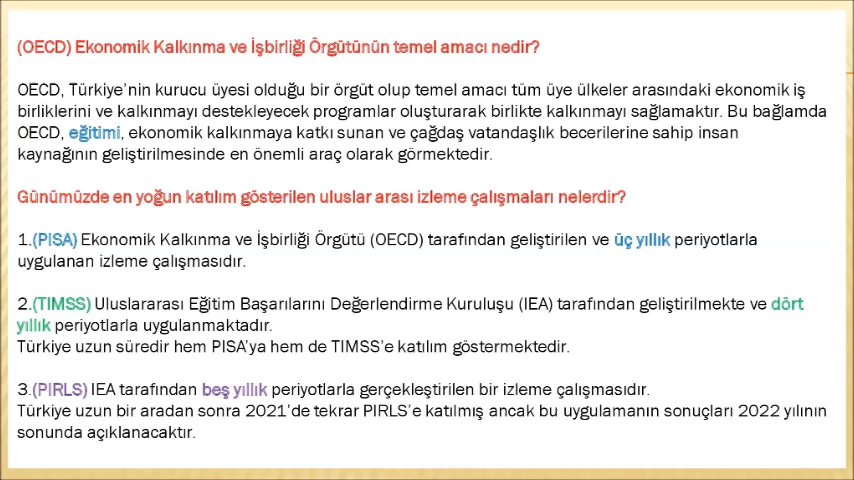 (OECD) Ekonomik Kalkınma ve İşbirliği Örgütünün temel amacı nedir?
OECD, Türkiye'nin kurucu üyesi olduğu bir örgüt olup temel amacı tüm üye ülkeler arasındaki ekonomik iş
birliklerini ve kalkınmayı destekleyecek programlar oluşturarak birlikte kalkınmayı sağlamaktır. Bu bağlamda
OECD, eğitimi, ekonomik kalkınmaya katkı sunan ve çağdaş vatandaşlık becerilerine sahip insan
kaynağının geliştirilmesinde en önemli araç olarak görmektedir.
Günümüzde en yoğun katılım gösterilen uluslar arası izleme çalışmaları nelerdir?
1.(PISA) Ekonomik Kalkınma ve İşbirliği Örgütü (OECD) tarafından geliştirilen ve üç yıllık periyotlarla
uygulanan izleme çalışmasıdır.
2.(TIMSS) Uluslararası Eğitim Başarılarını Değerlendirme Kuruluşu (IEA) tarafından geliştirilmekte ve dört
yıllık periyotlarla uygulanmaktadır.
Türkiye uzun süredir hem PISA'ya hem de TIMSS'e katılım göstermektedir.
3.(PIRLS) IEA tarafından beş yıllık periyotlarla gerçekleştirilen bir izleme çalışmasıdır.
Türkiye uzun bir aradan sonra 2021'de tekrar PIRLS'e katılmış ancak bu uygulamanın sonuçları 2022 yılının
sonunda açıklanacaktır.